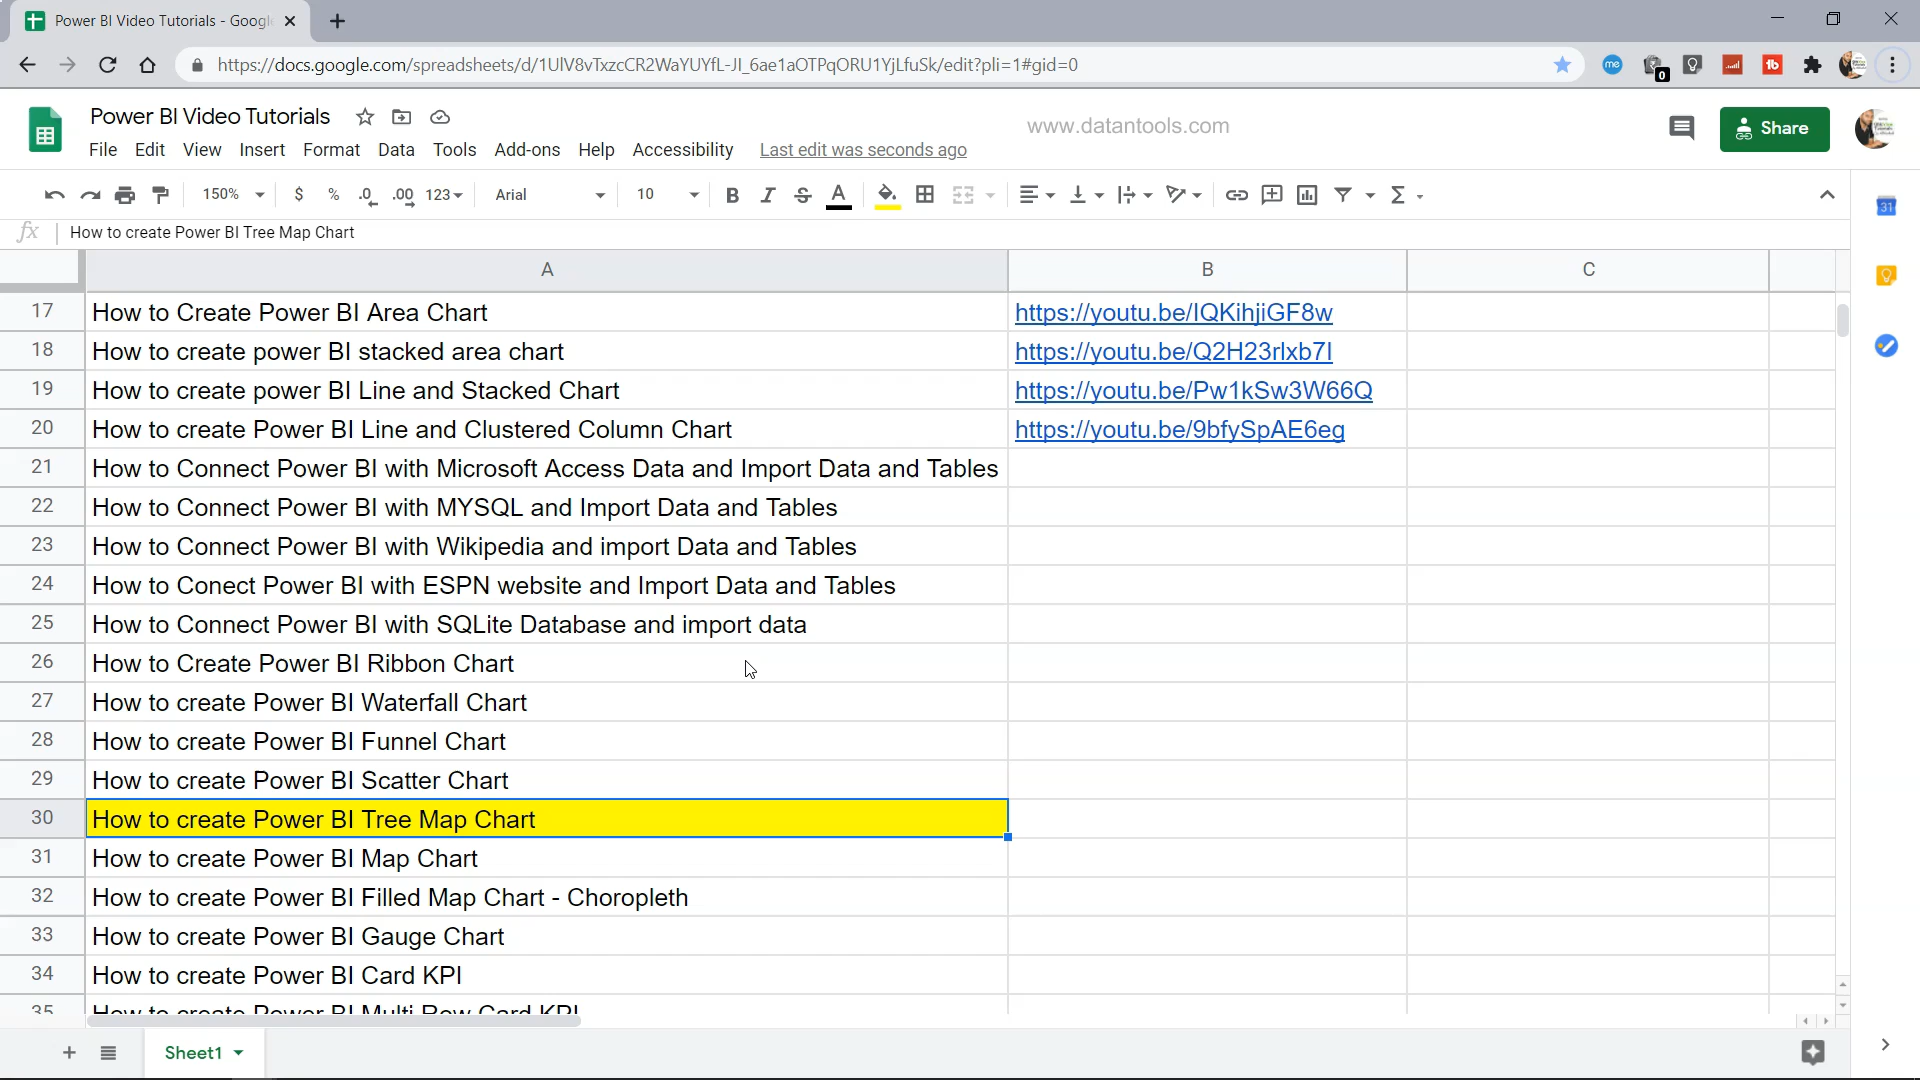 Power BI Video Tutorials - Googl
https://docs.google.com/spreadsheets/d/1UlV8vTxzcCR2WaYUYfL-JI_6ae1aOTPqORU1YjLfuSk/edit?pli=1#gid=0
me
0
tb
Power BI Video Tutorials
www.datantools.com
Share
File Edit View Insert Format Data Tools Add-ons Help Accessibility Last edit was seconds ago
150% $ % .0 .00 123 Arial 10 B I S A Σ
31
fx How to create Power BI Tree Map Chart
A B C
17 How to Create Power BI Area Chart https://youtu.be/IQKihjiGF8w
18 How to create power BI stacked area chart https://youtu.be/Q2H23rlxb7I
19 How to create power BI Line and Stacked Chart https://youtu.be/Pw1kSw3W66Q
20 How to create Power BI Line and Clustered Column Chart https://youtu.be/9bfySpAE6eg
21 How to Connect Power BI with Microsoft Access Data and Import Data and Tables
22 How to Connect Power BI with MYSQL and Import Data and Tables
23 How to Connect Power BI with Wikipedia and import Data and Tables
24 How to Conect Power BI with ESPN website and Import Data and Tables
25 How to Connect Power BI with SQLite Database and import data
26 How to Create Power BI Ribbon Chart
27 How to create Power BI Waterfall Chart
28 How to create Power BI Funnel Chart
29 How to create Power BI Scatter Chart
30 How to create Power BI Tree Map Chart
31 How to create Power BI Map Chart
32 How to create Power BI Filled Map Chart - Choropleth
33 How to create Power BI Gauge Chart
34 How to create Power BI Card KPI
35 How to create Power BI Multi Row Card KPI
Sheet1